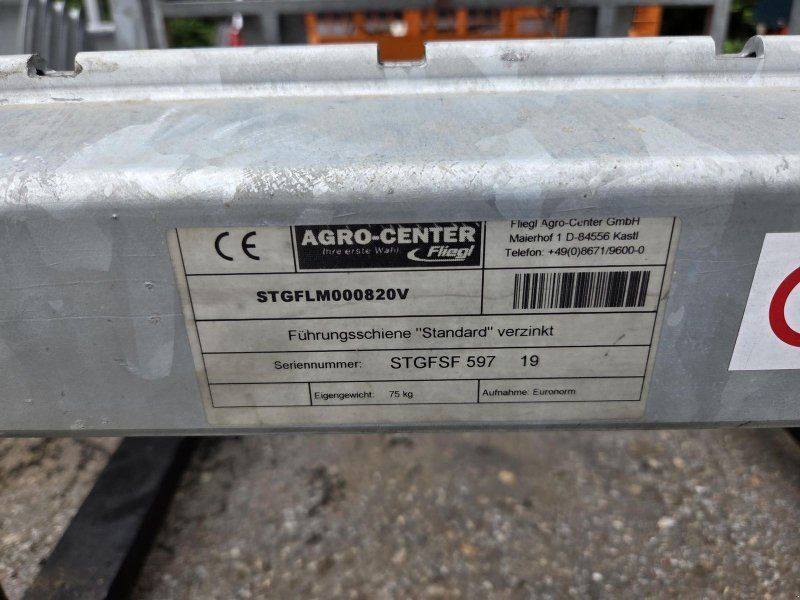 CE
AGRO-CENTER
Ihre erste Wahl
Fliegl
Fliegl Agro-Center GmbH
Maierhof 1 D-84556 Kastl
Telefon: +49(0)8671/9600-0
STGFLM000820V
Führungsschiene "Standard" verzinkt
Seriennummer: STGFSF 597 19
Eigengewicht: 75 kg
Aufnahme: Euronorm